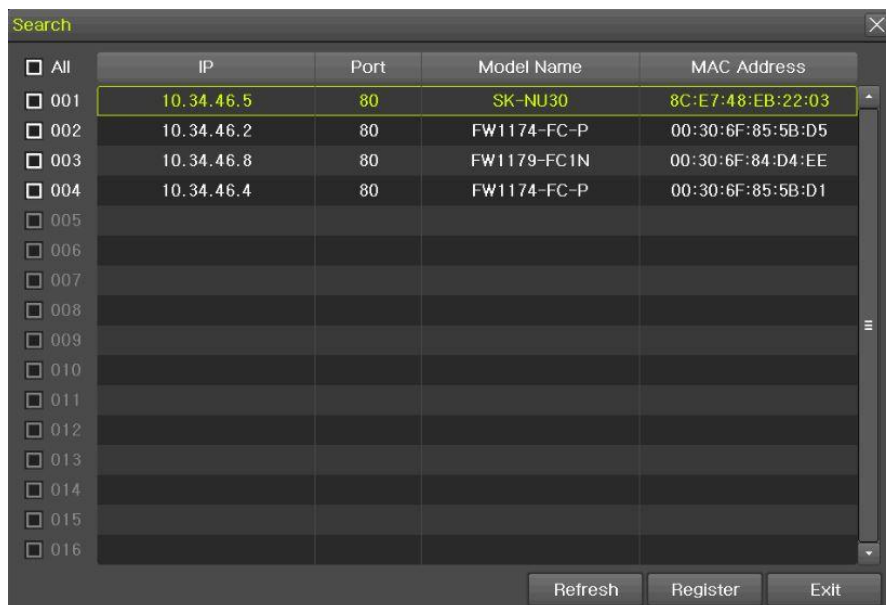 Search
All IP Port Model Name MAC Address
001 10.34.46.5 80 SK-NU30 8C:E7:48:EB:22:03
002 10.34.46.2 80 FW1174-FC-P 00:30:6F:85:5B:D5
003 10.34.46.8 80 FW1179-FC1N 00:30:6F:84:D4:EE
004 10.34.46.4 80 FW1174-FC-P 00:30:6F:85:5B:D1
005
006
007
008
009
010
011
012
013
014
015
016
Refresh Register Exit